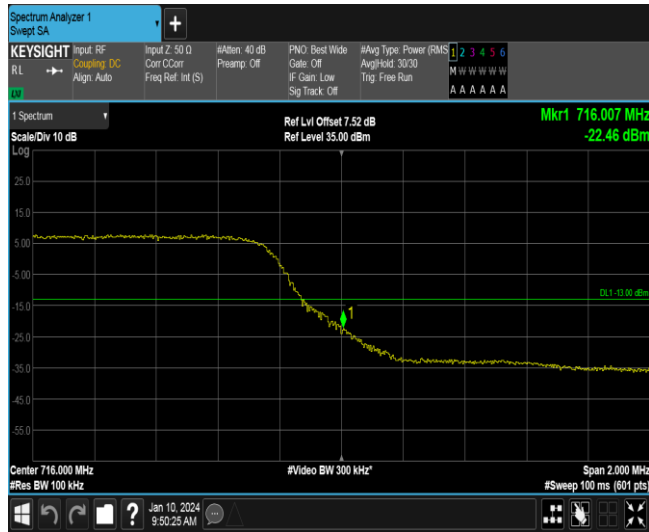 Spectrum Analyzer 1
Swept SA
+
KEYSIGHT Input: RF Input Z: 50 Ω #Atten: 40 dB PNO: Best Wide #Avg Type: Power (RMS 1 2 3 4 5 6
RL Coupling: DC Corr CCorr Preamp: Off Gate: Off Avg|Hold: 30/30 M W W W W W
Align: Auto Freq Ref: Int (S) IF Gain: Low Trig: Free Run
Sig Track: Off A A A A A A
LXI
1 Spectrum Ref Lvl Offset 7.52 dB Mkr1 716.007 MHz
Scale/Div 10 dB Ref Level 35.00 dBm -22.46 dBm
Log
25.0
15.0
5.00
-5.00
DL1 -13.00 dBm
-15.0
1
-25.0
-35.0
-45.0
-55.0
Center 716.000 MHz #Video BW 300 kHz* Span 2.000 MHz
#Res BW 100 kHz #Sweep 100 ms (601 pts)
? Jan 10, 2024
9:50:25 AM